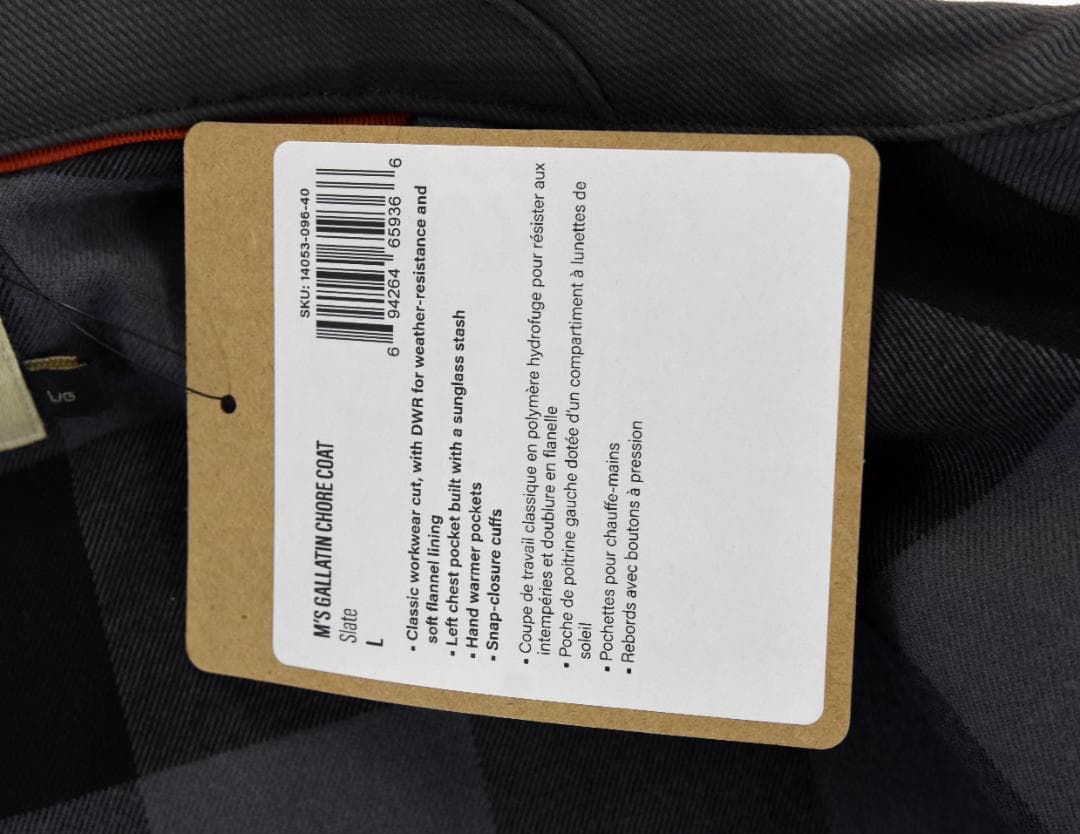 M'S GALLATIN CHORE COAT
Slate
L
SKU: 14053-096-40
6 94264 65936 6
▪ Classic workwear cut, with DWR for weather-resistance and
soft flannel lining
▪ Left chest pocket built with a sunglass stash
▪ Hand warmer pockets
▪ Snap-closure cuffs
▪ Coupe de travail classique en polymère hydrofuge pour résister aux
intempéries et doublure en flanelle
▪ Poche de poitrine gauche dotée d'un compartiment à lunettes de
soleil
▪ Pochettes pour chauffe-mains
▪ Rebords avec boutons à pression
L/G